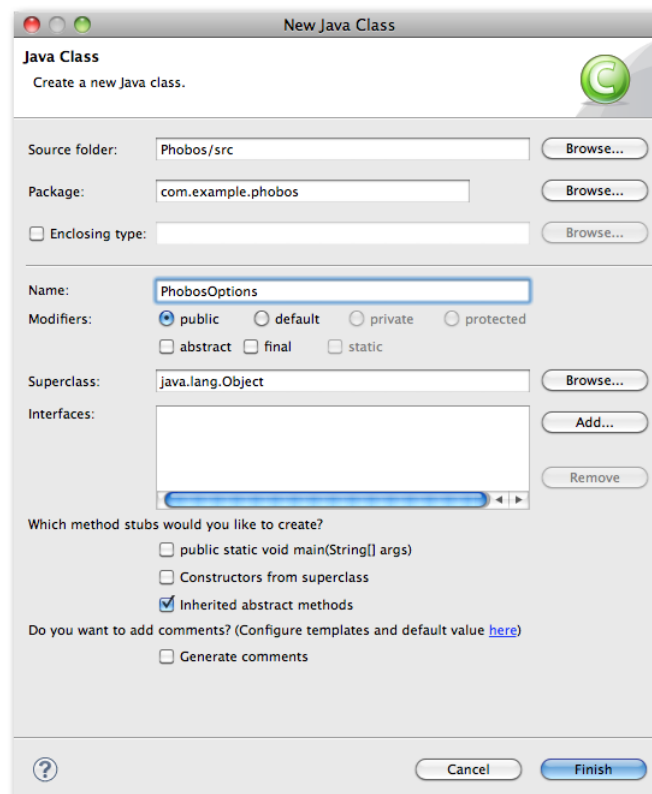 New Java Class
Java Class
Create a new Java class.
C
Source folder: Phobos/src Browse...
Package: com.example.phobos Browse...
Enclosing type: Browse...
Name: PhobosOptions
Modifiers: public default private protected
abstract final static
Superclass: java.lang.Object Browse...
Interfaces: Add...
Remove
Which method stubs would you like to create?
public static void main(String[] args)
Constructors from superclass
Inherited abstract methods
Do you want to add comments? (Configure templates and default value here)
Generate comments
? Cancel Finish